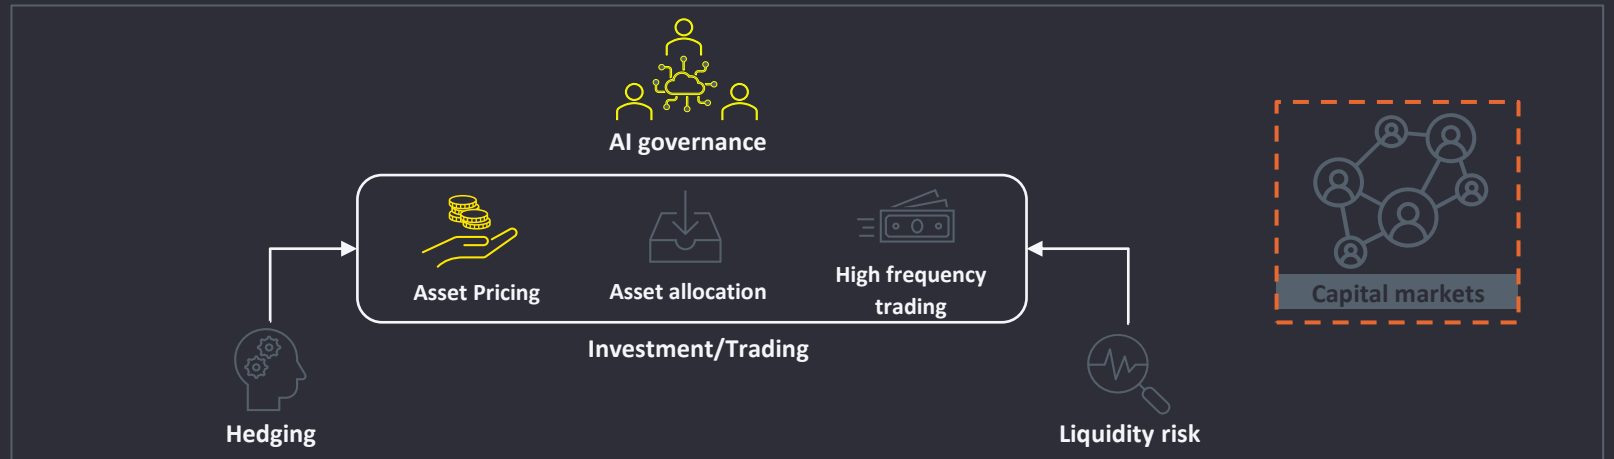 AI governance
Asset Pricing
Asset allocation
High frequency
trading
Capital markets
Investment/Trading
Hedging
Liquidity risk